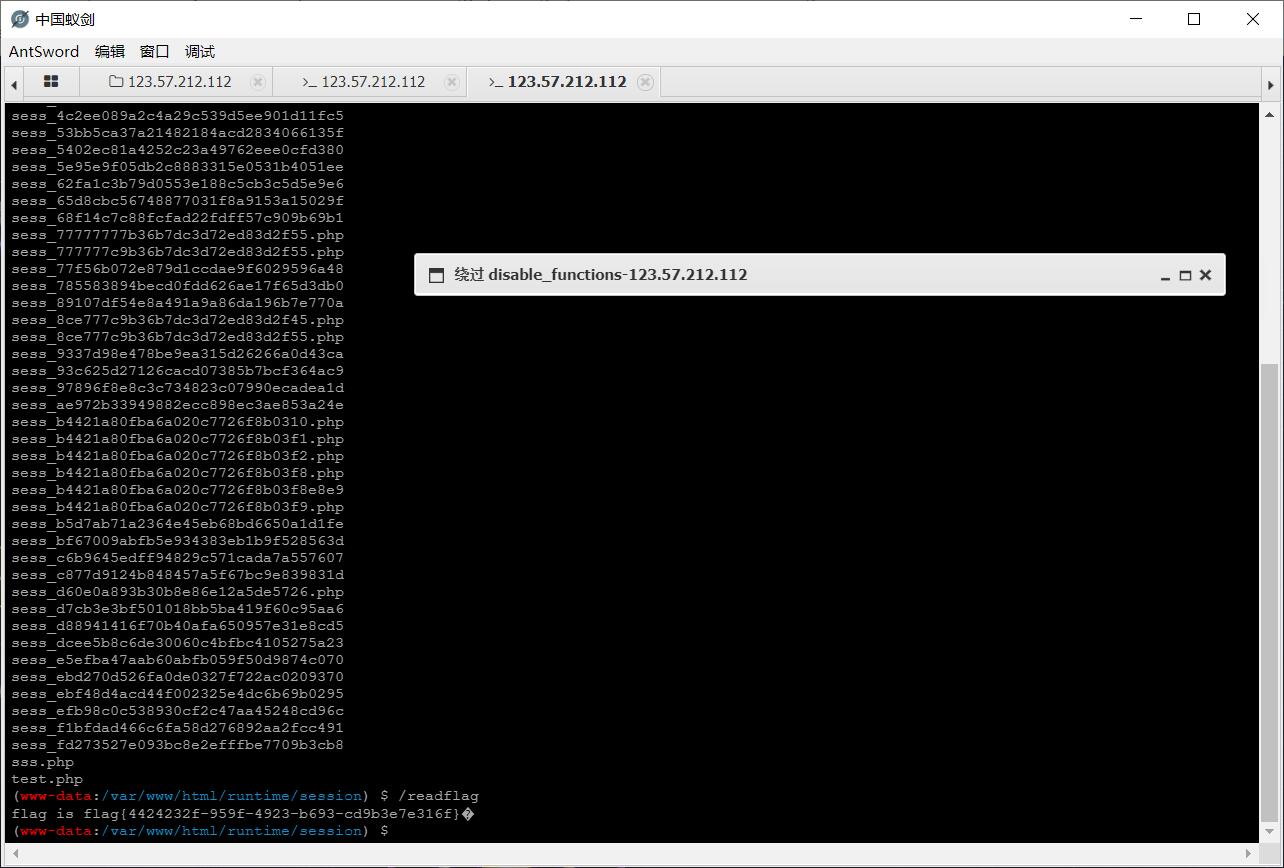 中国蚁剑
AntSword 编辑 窗口 调试
123.57.212.112 >_ 123.57.212.112 >_ 123.57.212.112
sess_4c2ee089a2c4a29c539d5ee901d11fc5
sess_53bb5ca37a21482184acd2834066135f
sess_5402ec81a4252c23a49762eee0cfd380
sess_5e95e9f05db2c8883315e0531b4051ee
sess_62fa1c3b79d0553e188c5cb3c5d5e9e6
sess_65d8cbc56748877031f8a9153a15029f
sess_68f14c7c88fcfad22fdff57c909b69b1
sess_77777777b36b7dc3d72ed83d2f55.php
sess_777777c9b36b7dc3d72ed83d2f55.php
sess_77f56b072e879d1ccdae9f6029596a48
绕过 disable_functions-123.57.212.112
sess_785583894becd0fdd626ae17f65d3db0
sess_89107df54e8a491a9a86da196b7e770a
sess_8ce777c9b36b7dc3d72ed83d2f45.php
sess_8ce777c9b36b7dc3d72ed83d2f55.php
sess_9337d98e478be9ea315d26266a0d43ca
sess_93c625d27126cacd07385b7bcf364ac9
sess_97896f8e8c3c734823c07990ecadea1d
sess_ae972b33949882ecc898ec3ae853a24e
sess_b4421a80fba6a020c7726f8b0310.php
sess_b4421a80fba6a020c7726f8b03f1.php
sess_b4421a80fba6a020c7726f8b03f2.php
sess_b4421a80fba6a020c7726f8b03f8.php
sess_b4421a80fba6a020c7726f8b03f8e8e9
sess_b4421a80fba6a020c7726f8b03f9.php
sess_b5d7ab71a2364e45eb68bd6650a1d1fe
sess_bf67009abfb5e934383eb1b9f528563d
sess_c6b9645edff94829c571cada7a557607
sess_c877d9124b848457a5f67bc9e839831d
sess_d60e0a893b30b8e86e12a5de5726.php
sess_d7cb3e3bf501018bb5ba419f60c95aa6
sess_d88941416f70b40afa650957e31e8cd5
sess_dcee5b8c6de30060c4bfbc4105275a23
sess_e5efba47aab60abfb059f50d9874c070
sess_ebd270d526fa0de0327f722ac0209370
sess_ebf48d4acd44f002325e4dc6b69b0295
sess_efb98c0c538930cf2c47aa45248cd96c
sess_f1bfdad466c6fa58d276892aa2fcc491
sess_fd273527e093bc8e2efffbe7709b3cb8
sss.php
test.php
(www-data:/var/www/html/runtime/session) $ /readflag
flag is flag{4424232f-959f-4923-b693-cd9b3e7e316f}�
(www-data:/var/www/html/runtime/session) $